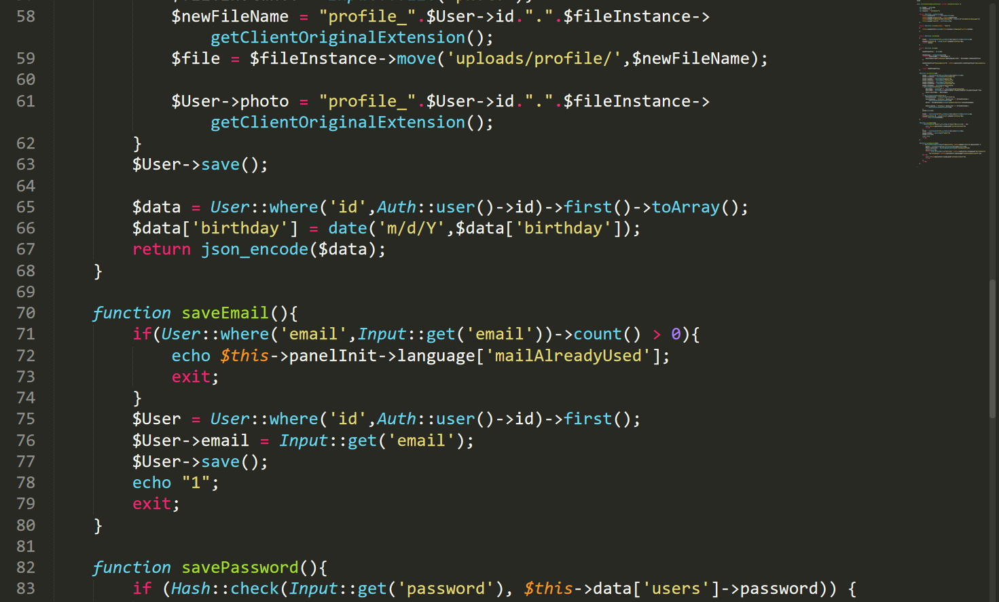 58 $newFileName = "profile_".$User->id.".".$fileInstance->
getClientOriginalExtension();
59 $file = $fileInstance->move('uploads/profile/',$newFileName);
60
61 $User->photo = "profile_".$User->id.".".$fileInstance->
getClientOriginalExtension();
62 }
63 $User->save();
64
65 $data = User::where('id',Auth::user()->id)->first()->toArray();
66 $data['birthday'] = date('m/d/Y',$data['birthday']);
67 return json_encode($data);
68 }
69
70 function saveEmail(){
71 if(User::where('email',Input::get('email'))->count() > 0){
72 echo $this->panelInit->language['mailAlreadyUsed'];
73 exit;
74 }
75 $User = User::where('id',Auth::user()->id)->first();
76 $User->email = Input::get('email');
77 $User->save();
78 echo "1";
79 exit;
80 }
81
82 function savePassword(){
83 if (Hash::check(Input::get('password'), $this->data['users']->password)) {